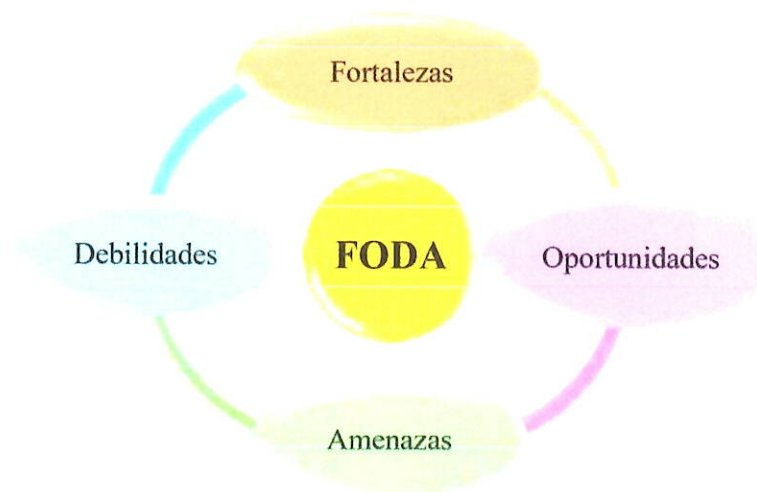 Fortalezas
Debilidades
FODA
Oportunidades
Amenazas